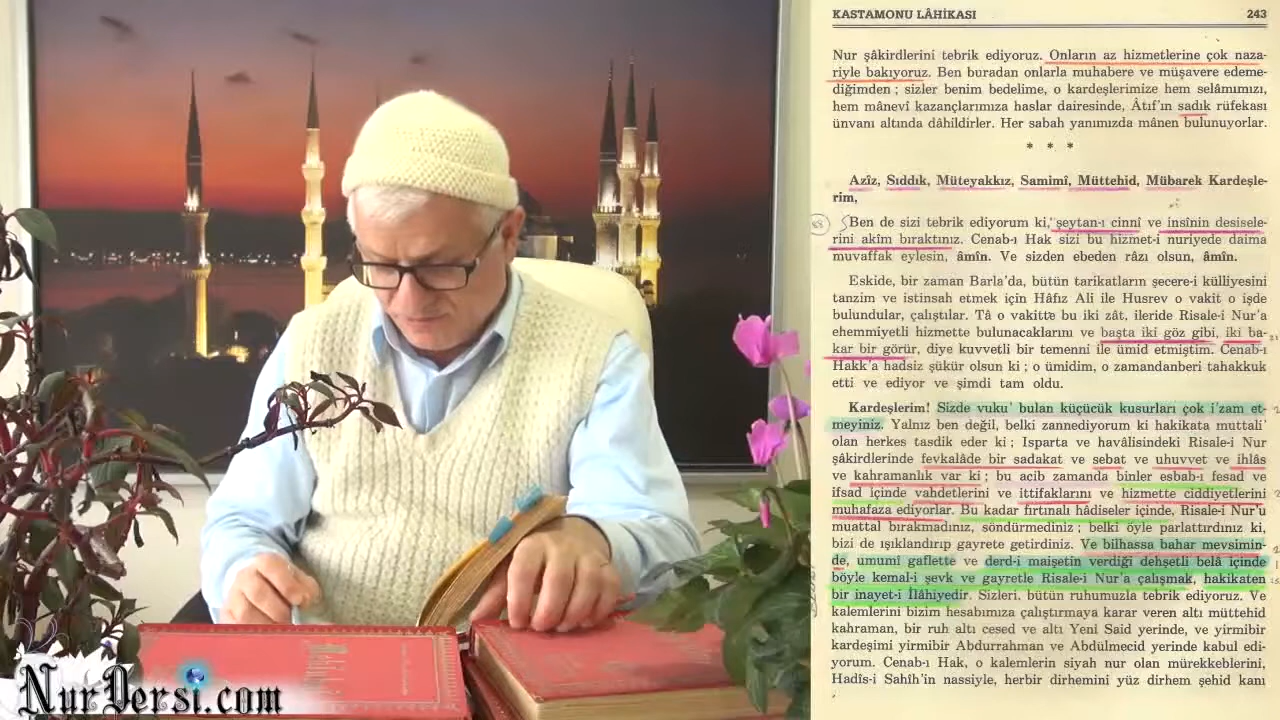 KASTAMONU LÂHİKASI 243
Nur şâkirdlerini tebrik ediyoruz. Onların az hizmetlerine çok naza-
riyle bakıyoruz. Ben buradan onlarla muhabere ve müşavere edeme-
diğimden ; sizler benim bedelime, o kardeşlerimize hem selâmımızı,
hem mânevî kazançlarımıza haslar dairesinde, Âtıf'ın sadık rüfekası
ünvanı altında dâhildirler. Her sabah yanımızda mânen bulunuyorlar.
* * *
Azîz, Sıddık, Müteyakkız, Samimî, Müttehid, Mübarek Kardeşle-
rim,
Ben de sizi tebrik ediyorum ki, şeytan-ı cinnî ve insînin desisele-
rini akîm bıraktınız. Cenab-ı Hak sizi bu hizmet-i nuriyede daima
muvaffak eylesin, âmîn. Ve sizden ebeden râzı olsun, âmîn.
Eskide, bir zaman Barla'da, bütün tarikatların şecere-i külliyesini
tanzim ve istinsah etmek için Hâfız Ali ile Husrev o vakit o işde
bulundular, çalıştılar. Tâ o vakitte bu iki zât, ileride Risale-i Nur'a
ehemmiyetli hizmette bulunacaklarını ve başta iki göz gibi, iki ba-
kar bir görür, diye kuvvetli bir temenni ile ümid etmiştim. Cenab-ı
Hakk'a hadsiz şükür olsun ki ; o ümidim, o zamandanberi tahakkuk
etti ve ediyor ve şimdi tam oldu.
Kardeşlerim! Sizde vuku' bulan küçücük kusurları çok i'zam et-
meyiniz. Yalnız ben değil, belki zannediyorum ki hakikata muttali'
olan herkes tasdik eder ki ; Isparta ve havâlisindeki Risale-i Nur
şâkirdlerinde fevkalâde bir sadakat ve sebat ve uhuvvet ve ihlâs
ve kahramanlık var ki ; bu acib zamanda binler esbab-ı fesad ve
ifsad içinde vahdetlerini ve ittifaklarını ve hizmette ciddiyetlerini
muhafaza ediyorlar. Bu kadar fırtınalı hâdiseler içinde, Risale-i Nur'u
muattal bırakmadınız, söndürmediniz ; belki öyle parlattırdınız ki,
bizi de ışıklandırıp gayrete getirdiniz. Ve bilhassa bahar mevsimin-
de, umumî gaflette ve derd-i maişetin verdiği dehşetli belâ içinde
böyle kemal-i şevk ve gayretle Risale-i Nur'a çalışmak, hakikaten
bir inayet-i İlâhiyedir. Sizleri, bütün ruhumuzla tebrik ediyoruz. Ve
kalemlerini bizim hesabımıza çalıştırmaya karar veren altı müttehid
kahraman, bir ruh altı cesed ve altı Yeni Said yerinde, ve yirmibir
kardeşimi yirmibir Abdurrahman ve Abdülmecid yerinde kabul edi-
yorum. Cenab-ı Hak, o kalemlerin siyah nur olan mürekkeblerini,
Hadîs-i Sahîh'in nassiyle, herbir dirhemini yüz dirhem şehid kanı
NurDersi.com